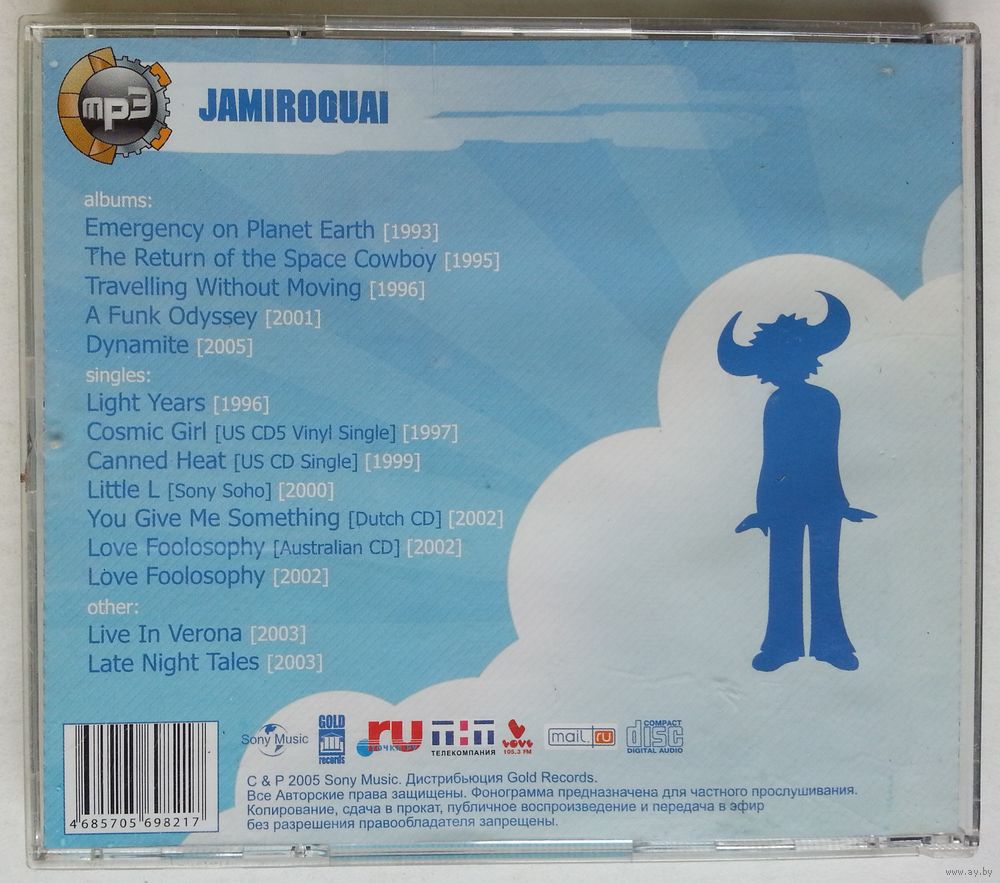 mp3
JAMIROQUAI
albums:
Emergency on Planet Earth [1993]
The Return of the Space Cowboy [1995]
Travelling Without Moving [1996]
A Funk Odyssey [2001]
Dynamite [2005]
singles:
Light Years [1996]
Cosmic Girl [US CD5 Vinyl Single] [1997]
Canned Heat [US CD Single] [1999]
Little L [Sony Soho] [2000]
You Give Me Something [Dutch CD] [2002]
Love Foolosophy [Australian CD] [2002]
Love Foolosophy [2002]
other:
Live In Verona [2003]
Late Night Tales [2003]
4 685705 698217
Sony Music
GOLD
records
ru
ТНТ
ТЕЛЕКОМПАНИЯ
love
105.3 FM
mail.ru
COMPACT
disc
DIGITAL AUDIO
C & P 2005 Sony Music. Дистрибьюция Gold Records.
Все Авторские права защищены. Фонограмма предназначена для частного прослушивания.
Копирование, сдача в прокат, публичное воспроизведение и передача в эфир
без разрешения правообладателя запрещены.
www.ay.by